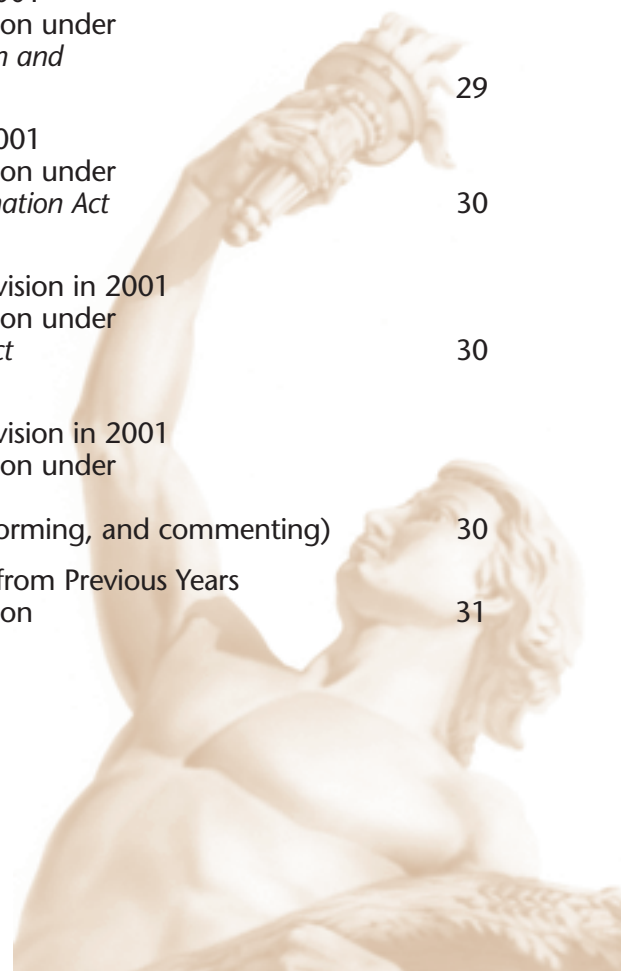 on under
n and
29
001
on under
ation Act 30
vision in 2001
on under
ct 30
vision in 2001
on under
orming, and commenting) 30
from Previous Years
on 31